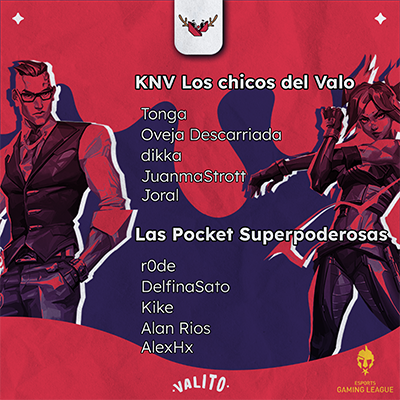 KNV Los chicos del Valo
Tonga
Oveja Descarriada
dikka
JuanmaStrott
Joral
Las Pocket Superpoderosas
r0de
DelfinaSato
Kike
Alan Rios
AlexHx
·VALITO·
ESPORTS
GAMING LEAGUE